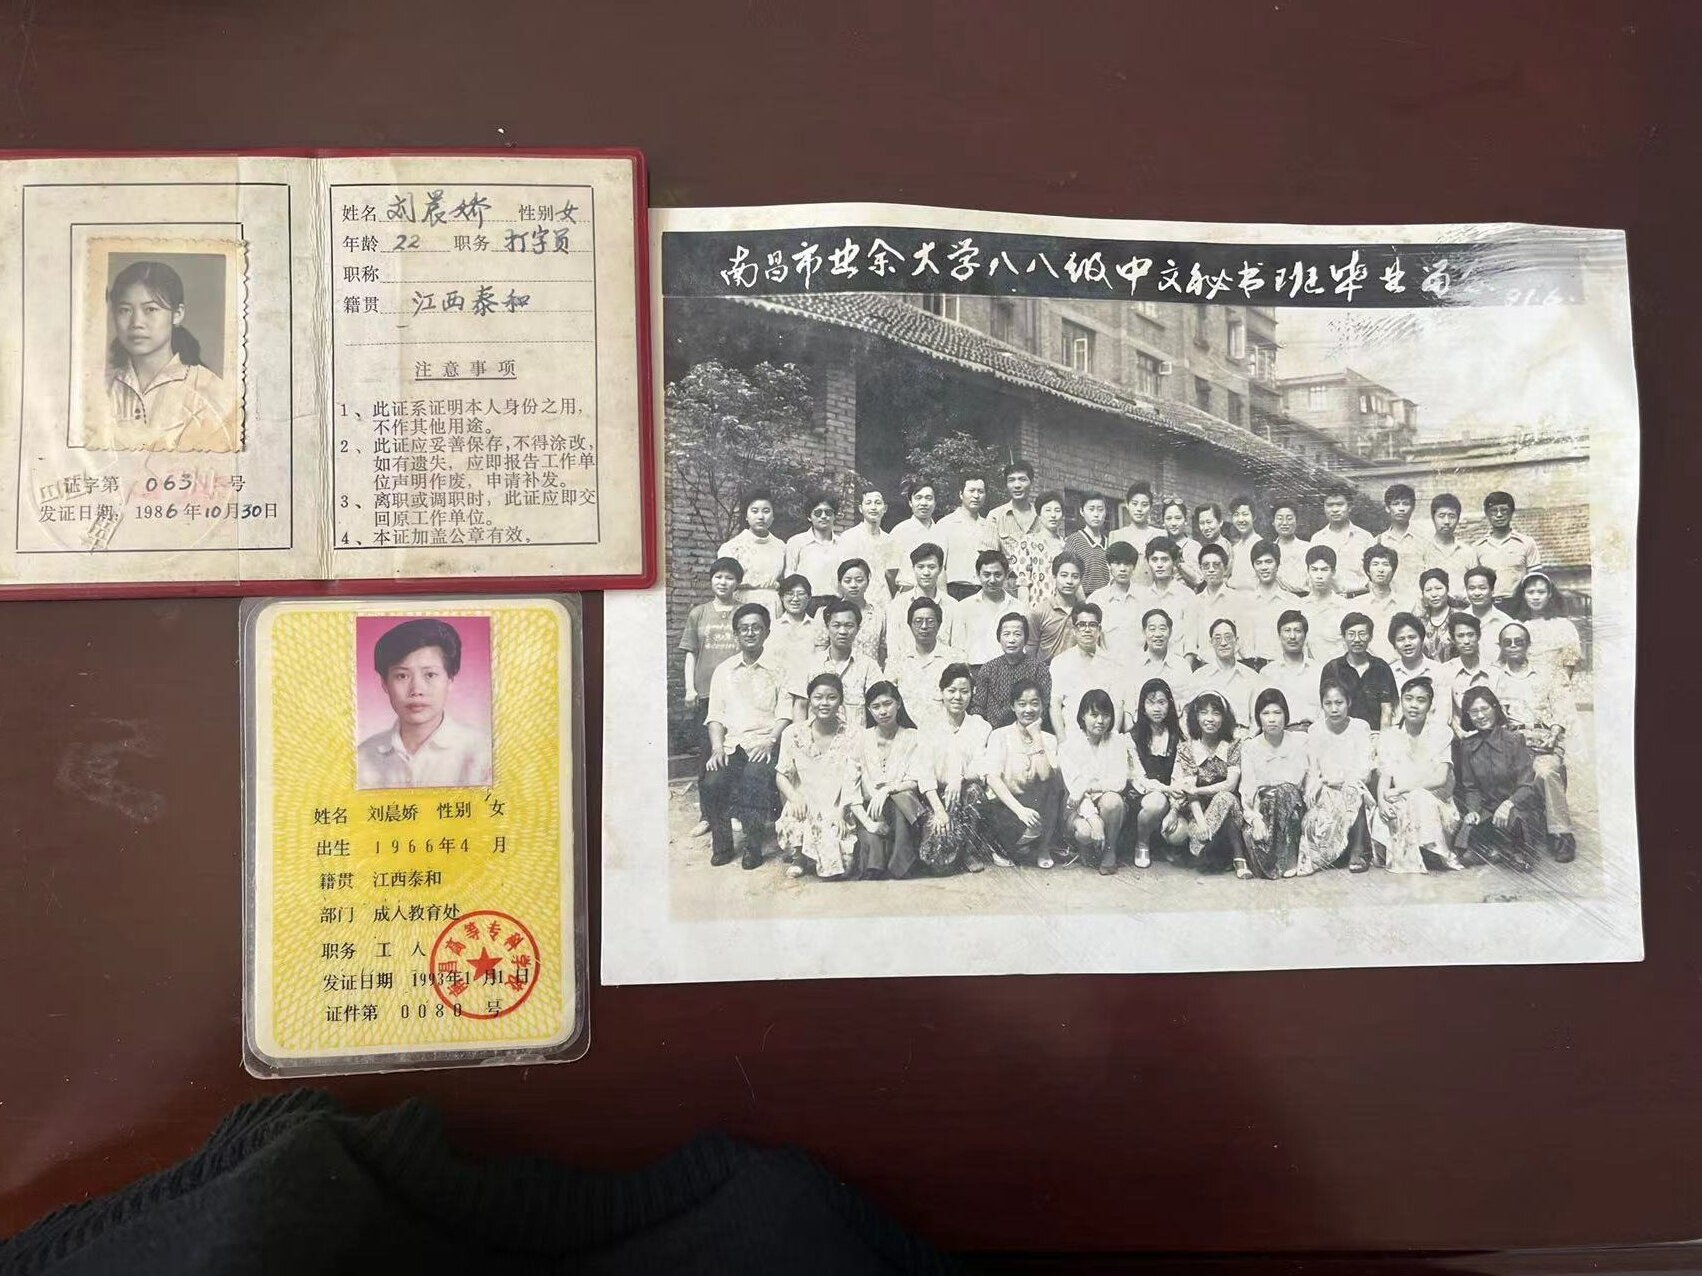 姓名 刘晨娇 性别 女
年龄 22 职务 打字员
职称
籍贯 江西泰和
注意事项
1、此证系证明本人身份之用，
不作其他用途。
2、此证应妥善保存，不得涂改，
如有遗失，应即报告工作单
位声明作废，申请补发。
3、离职或调职时，此证应即交
回原工作单位。
4、本证加盖公章有效，
证字第 063 号
发证日期：1986年10月30日
姓名 刘晨娇 性别 女
出生 1966年4 月
籍贯 江西泰和
部门 成人教育处
职务 工 人
发证日期 1993年1月1日
证件第 0080 号
南昌高等专科学校
南昌市业余大学八八级中文秘书班毕业留
91.6.